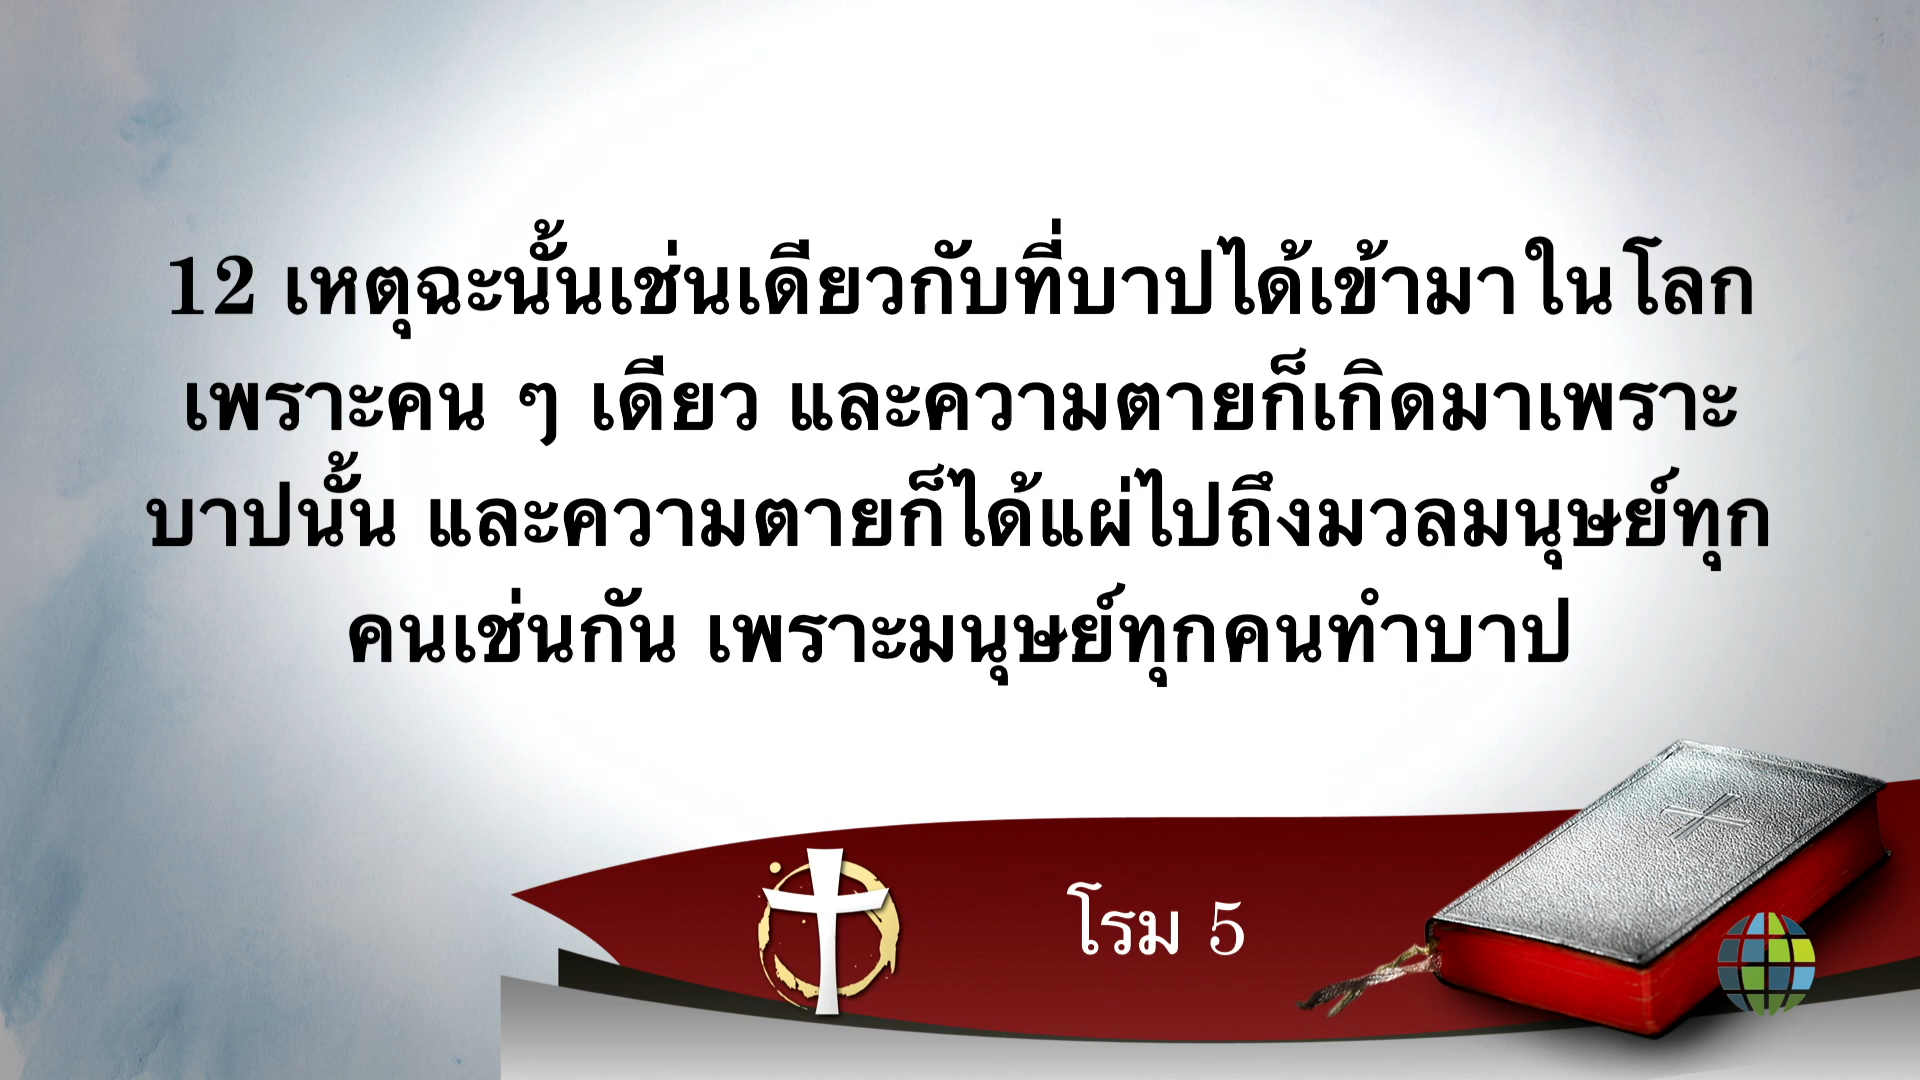 12 เหตุฉะนั้นเช่นเดียวกับที่บาปได้เข้ามาในโลก
เพราะคน ๆ เดียว และความตายก็เกิดมาเพราะ
บาปนั้น และความตายก็ได้แผ่ไปถึงมวลมนุษย์ทุก
คนเช่นกัน เพราะมนุษย์ทุกคนทำบาป
โรม 5